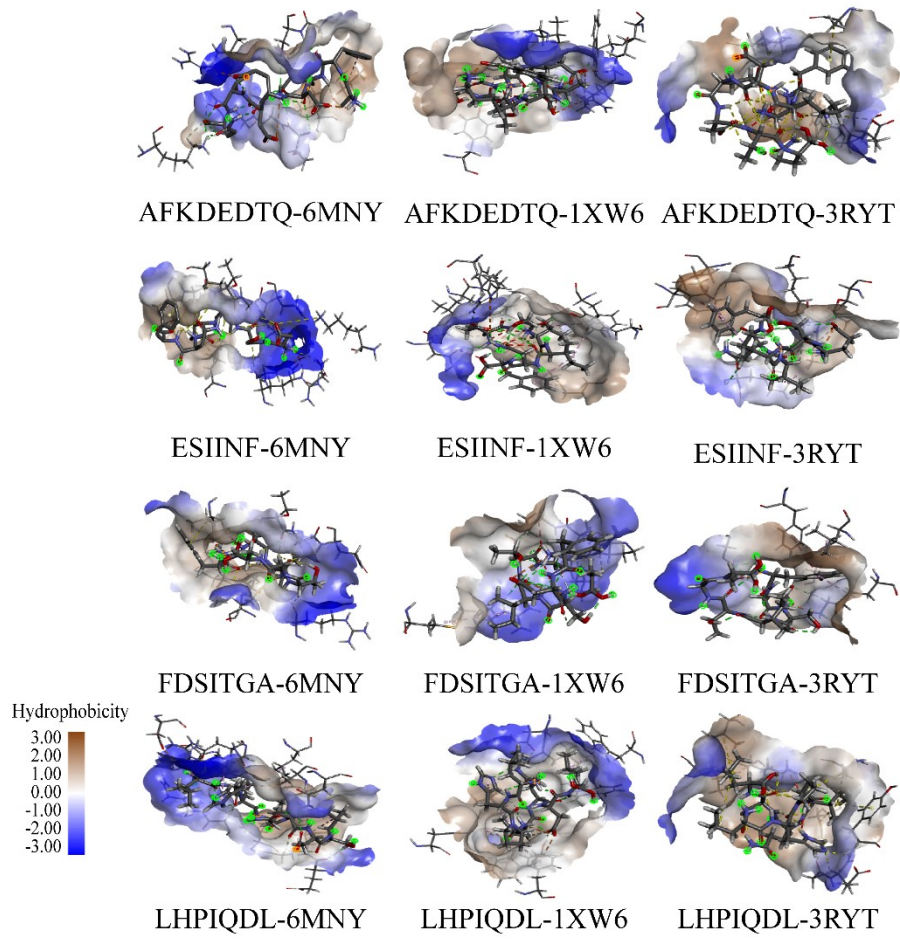 AFKDEDTQ-6MNY AFKDEDTQ-1XW6 AFKDEDTQ-3RYT
ESIINF-6MNY ESIINF-1XW6 ESIINF-3RYT
FDSITGA-6MNY FDSITGA-1XW6 FDSITGA-3RYT
Hydrophobicity
3.00
2.00
1.00
0.00
-1.00
-2.00
-3.00
LHPIQDL-6MNY LHPIQDL-1XW6 LHPIQDL-3RYT